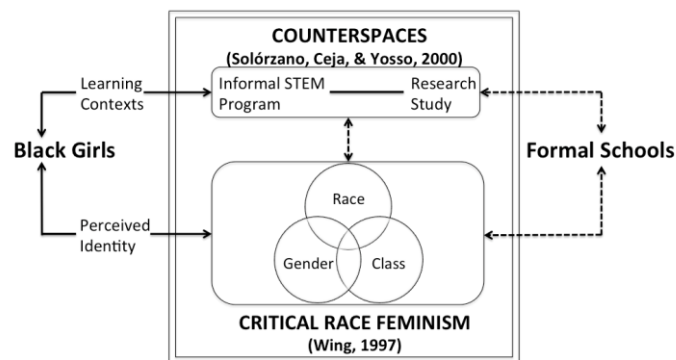 COUNTERSPACES
(Solórzano, Ceja, & Yosso, 2000)
Learning
Contexts
Informal STEM
Program
Research
Study
Black Girls
Formal Schools
Race
Perceived
Identity
Gender
Class
CRITICAL RACE FEMINISM
(Wing, 1997)